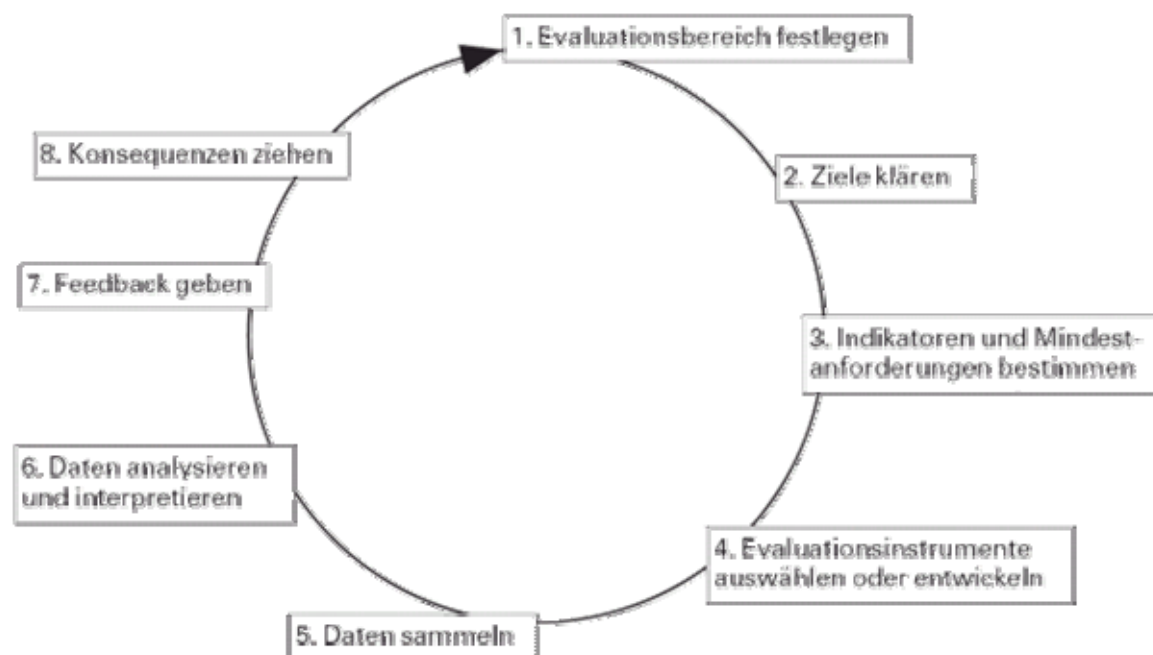 1. Evaluationsbereich festlegen
2. Ziele klären
3. Indikatoren und Mindest-
anforderungen bestimmen
4. Evaluationsinstrumente
auswählen oder entwickeln
5. Daten sammeln
6. Daten analysieren
und interpretieren
7. Feedback geben
8. Konsequenzen ziehen